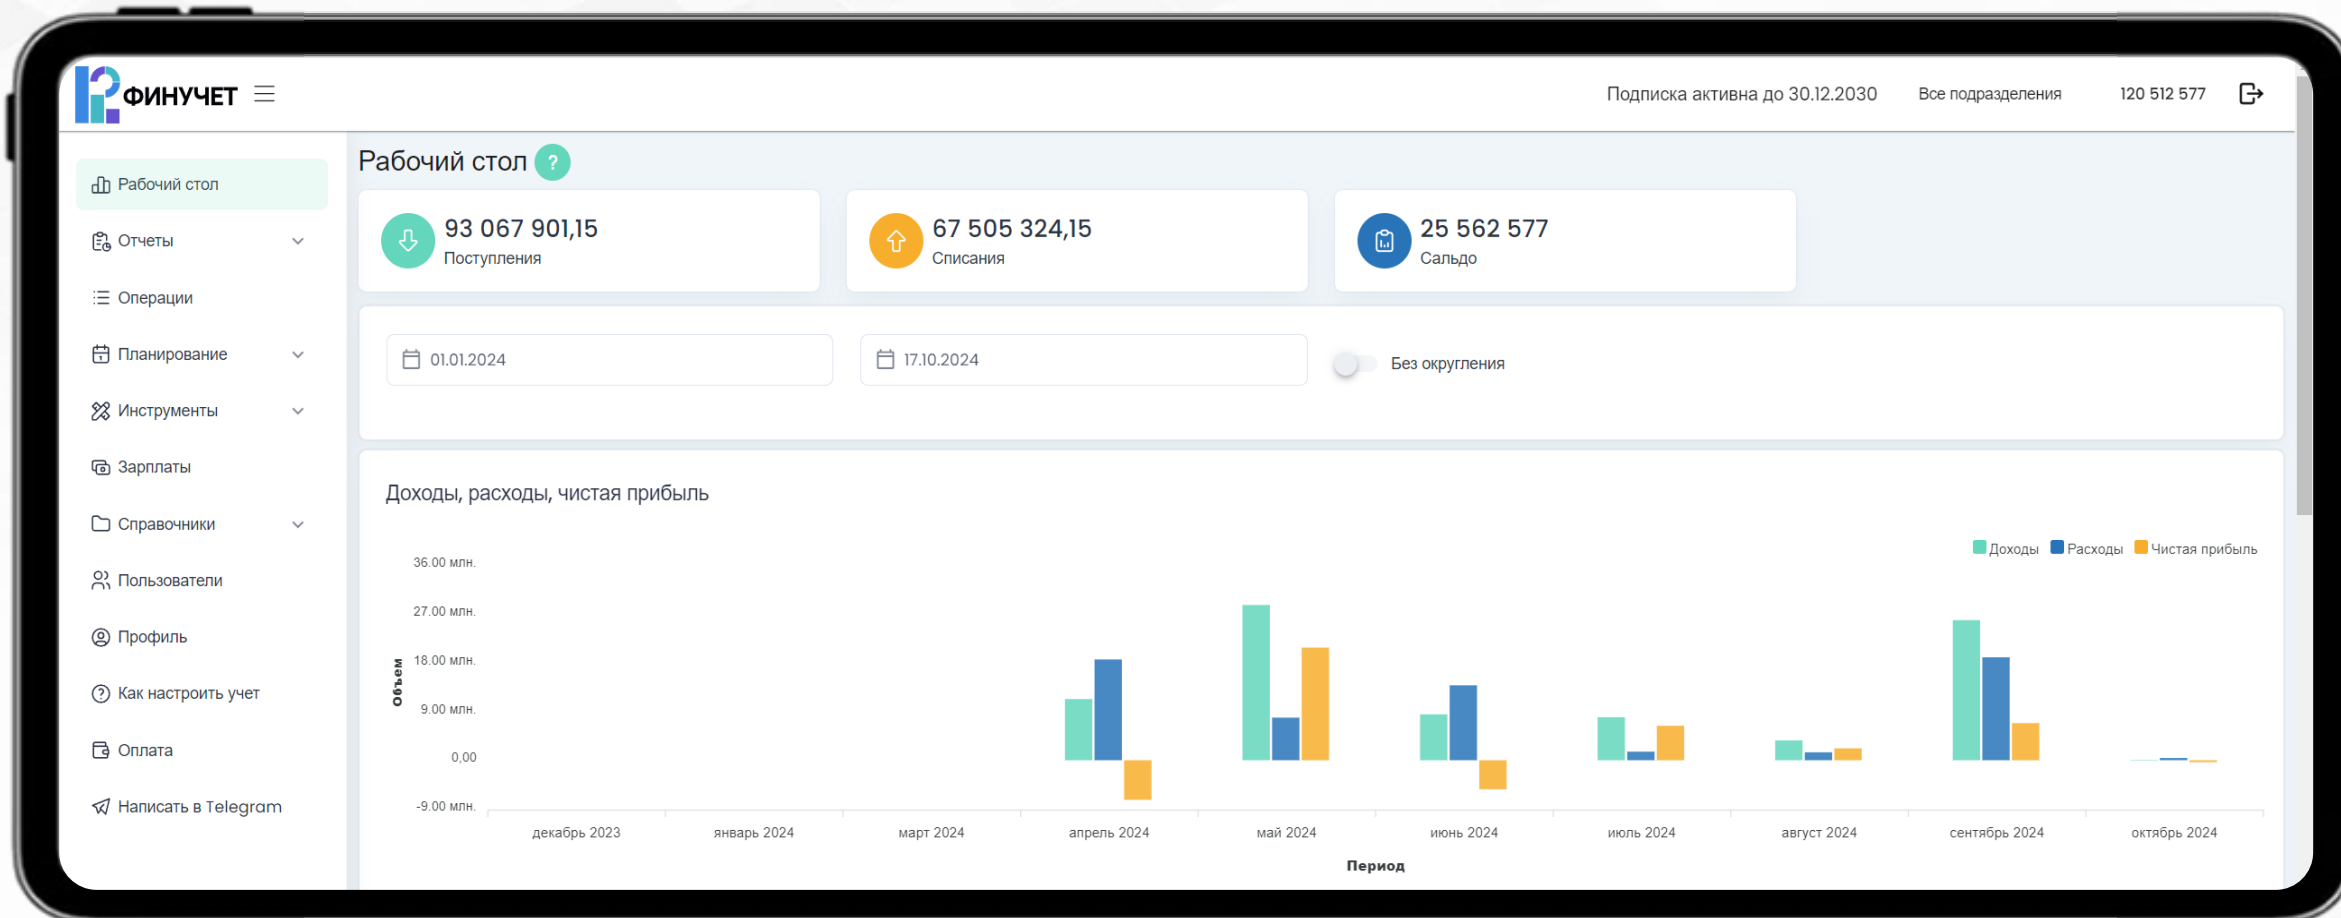 ФИНУЧЕТ
Подписка активна до 30.12.2030
Все подразделения
120 512 577
Рабочий стол
Отчеты
Операции
Планирование
Инструменты
Зарплаты
Справочники
Пользователи
Профиль
Как настроить учет
Оплата
Написать в Telegram
Рабочий стол ?
93 067 901,15
Поступления
67 505 324,15
Списания
25 562 577
Сальдо
01.01.2024
17.10.2024
Без округления
Доходы, расходы, чистая прибыль
Доходы Расходы Чистая прибыль
36.00 млн.
27.00 млн.
18.00 млн.
9.00 млн.
0,00
-9.00 млн.
Объем
декабрь 2023 январь 2024 март 2024 апрель 2024 май 2024 июнь 2024 июль 2024 август 2024 сентябрь 2024 октябрь 2024
Период